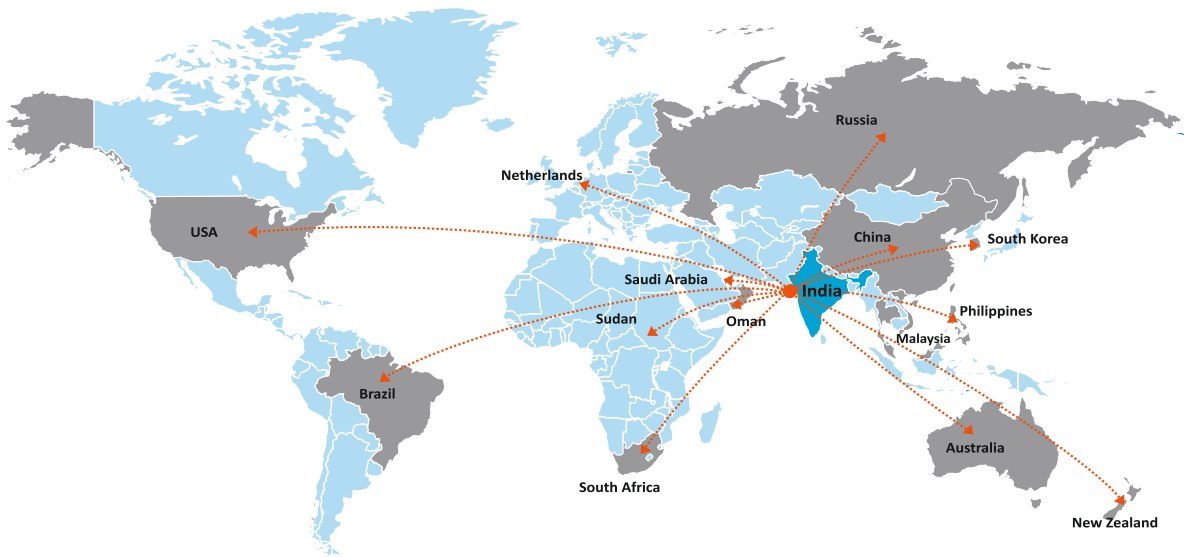 Russia
Netherlands
USA
China
South Korea
Saudi Arabia
India
Philippines
Sudan
Oman
Malaysia
Brazil
Australia
South Africa
New Zealand